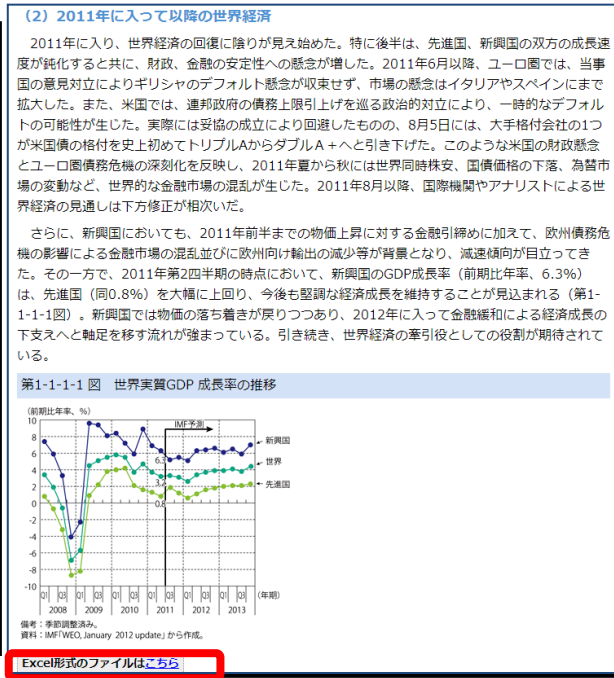 (2) 2011年に入って以降の世界経済
2011年に入り、世界経済の回復に陰りが見え始めた。特に後半は、先進国、新興国の双方の成長速
度が鈍化すると共に、財政、金融の安定性への懸念が増した。2011年6月以降、ユーロ圏では、当事
国の意見対立によりギリシャのデフォルト懸念が収束せず、市場の懸念はイタリアやスペインにまで
拡大した。また、米国では、連邦政府の債務上限引上げを巡る政治的対立により、一時的なデフォル
トの可能性が生じた。実際には妥協の成立により回避したものの、8月5日には、大手格付会社の1つ
が米国債の格付を史上初めてトリプルAからダブルA+へと引き下げた。このような米国の財政懸念
とユーロ圏債務危機の深刻化を反映し、2011年夏から秋には世界同時株安、国債価格の下落、為替市
場の変動など、世界的な金融市場の混乱が生じた。2011年8月以降、国際機関やアナリストによる世
界経済の見通しは下方修正が相次いだ。
さらに、新興国においても、2011年前半までの物価上昇に対する金融引締めに加えて、欧州債務危
機の影響による金融市場の混乱並びに欧州向け輸出の減少等が背景となり、減速傾向が目立ってき
た。その一方で、2011年第2四半期の時点において、新興国のGDP成長率(前期比年率、6.3%)
は、先進国(同0.8%)を大幅に上回り、今後も堅調な経済成長を維持することが見込まれる(第1-
1-1-1図)。新興国では物価の落ち着きが戻りつつあり、2012年に入って金融緩和による経済成長の
下支えへと軸足を移す流れが強まっている。引き続き、世界経済の牽引役としての役割が期待されて
いる。
第1-1-1-1 図 世界実質GDP 成長率の推移
(前期比年率、%)
IMF予測
10
8
6
4
2
0
-2
-4
-6
-8
-10
6.3
3.2
0.8
新興国
世界
先進国
Q1 Q3 Q1 Q3 Q1 Q3 Q1 Q3 Q1 Q3 Q1 Q3 (年期)
2008 2009 2010 2011 2012 2013
備考:季節調整済み。
資料:IMF「WEO, January 2012 update」から作成。
Excel形式のファイルはこちら